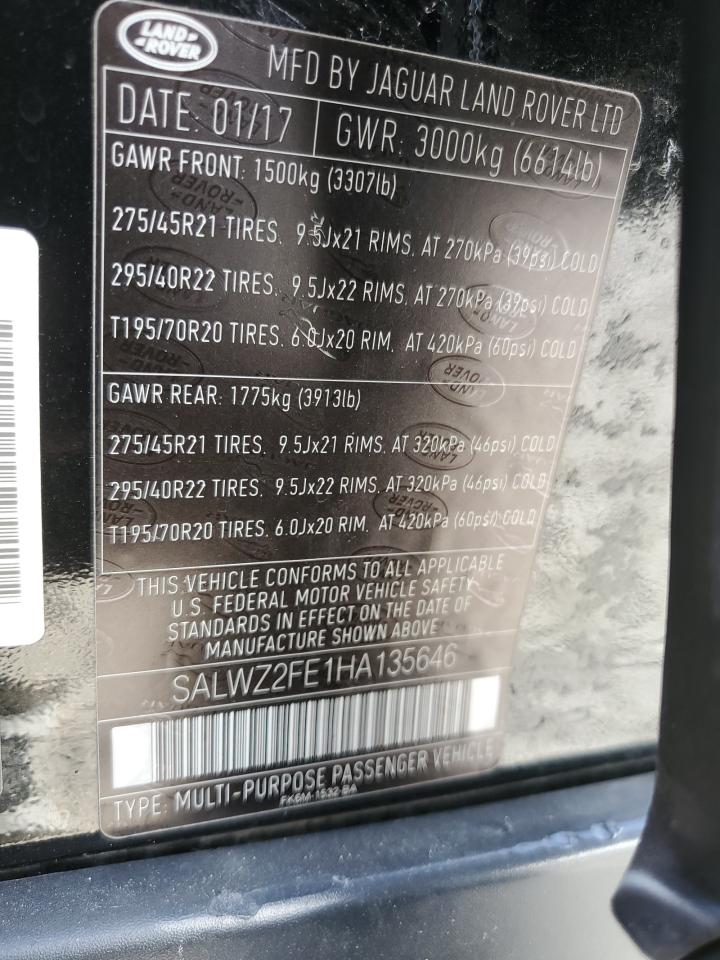 LAND ROVER
MFD BY JAGUAR LAND ROVER LTD
DATE: 01/17 GWR: 3000kg (6614lb)
GAWR FRONT: 1500kg (3307lb)
275/45R21 TIRES. 9.5Jx21 RIMS. AT 270kPa (39psi) COLD
295/40R22 TIRES. 9.5Jx22 RIMS. AT 270kPa (39psi) COLD
T195/70R20 TIRES. 6.0Jx20 RIM. AT 420kPa (60psi) COLD
GAWR REAR: 1775kg (3913lb)
275/45R21 TIRES. 9.5Jx21 RIMS. AT 320kPa (46psi) COLD
295/40R22 TIRES. 9.5Jx22 RIMS. AT 320kPa (46psi) COLD
T195/70R20 TIRES. 6.0Jx20 RIM. AT 420kPa (60psi) COLD
THIS VEHICLE CONFORMS TO ALL APPLICABLE
U.S. FEDERAL MOTOR VEHICLE SAFETY
STANDARDS IN EFFECT ON THE DATE OF
MANUFACTURE SHOWN ABOVE
SALWZ2FE1HA135646
TYPE: MULTI-PURPOSE PASSENGER VEHICLE
FK6M-1532-BA